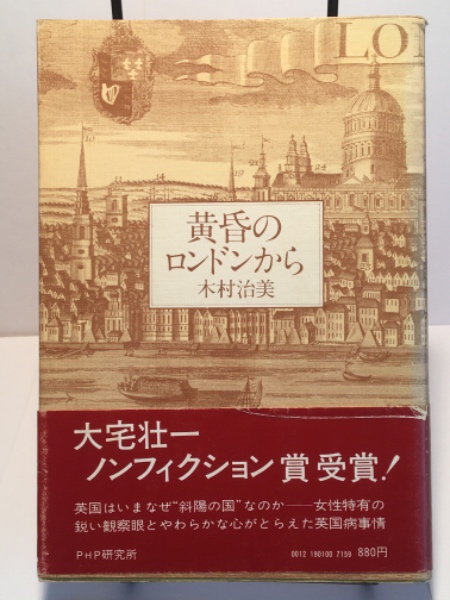 LO
黄昏の
ロンドンから
木村治美
大宅壮一
ノンフィクション賞受賞!
英国はいまなぜ“斜陽の国”なのか──女性特有の
鋭い観察眼とやわらかな心がとらえた英国病事情
PHP研究所
0012 190100 7159 880円